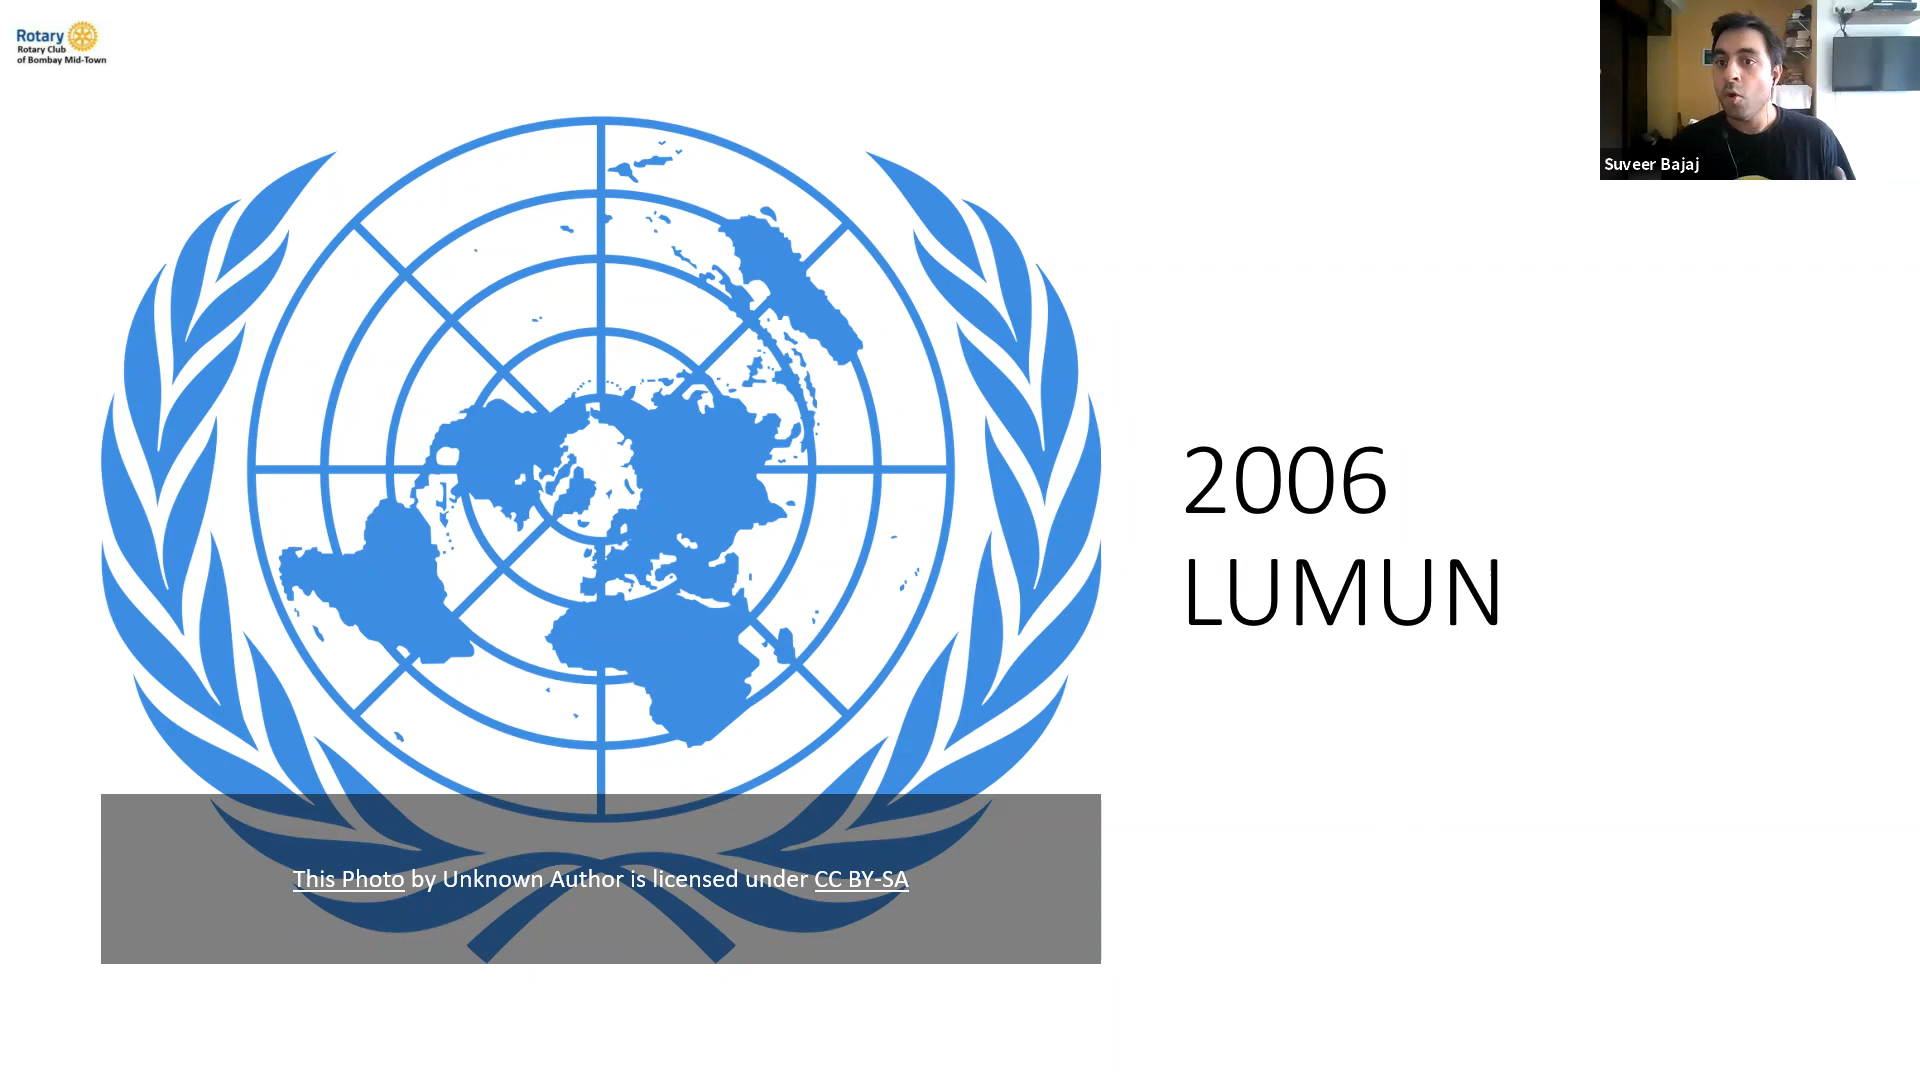 Rotary
Rotary Club
of Bombay Mid-Town
Suveer Bajaj
2006
LUMUN
This Photo by Unknown Author is licensed under CC BY-SA